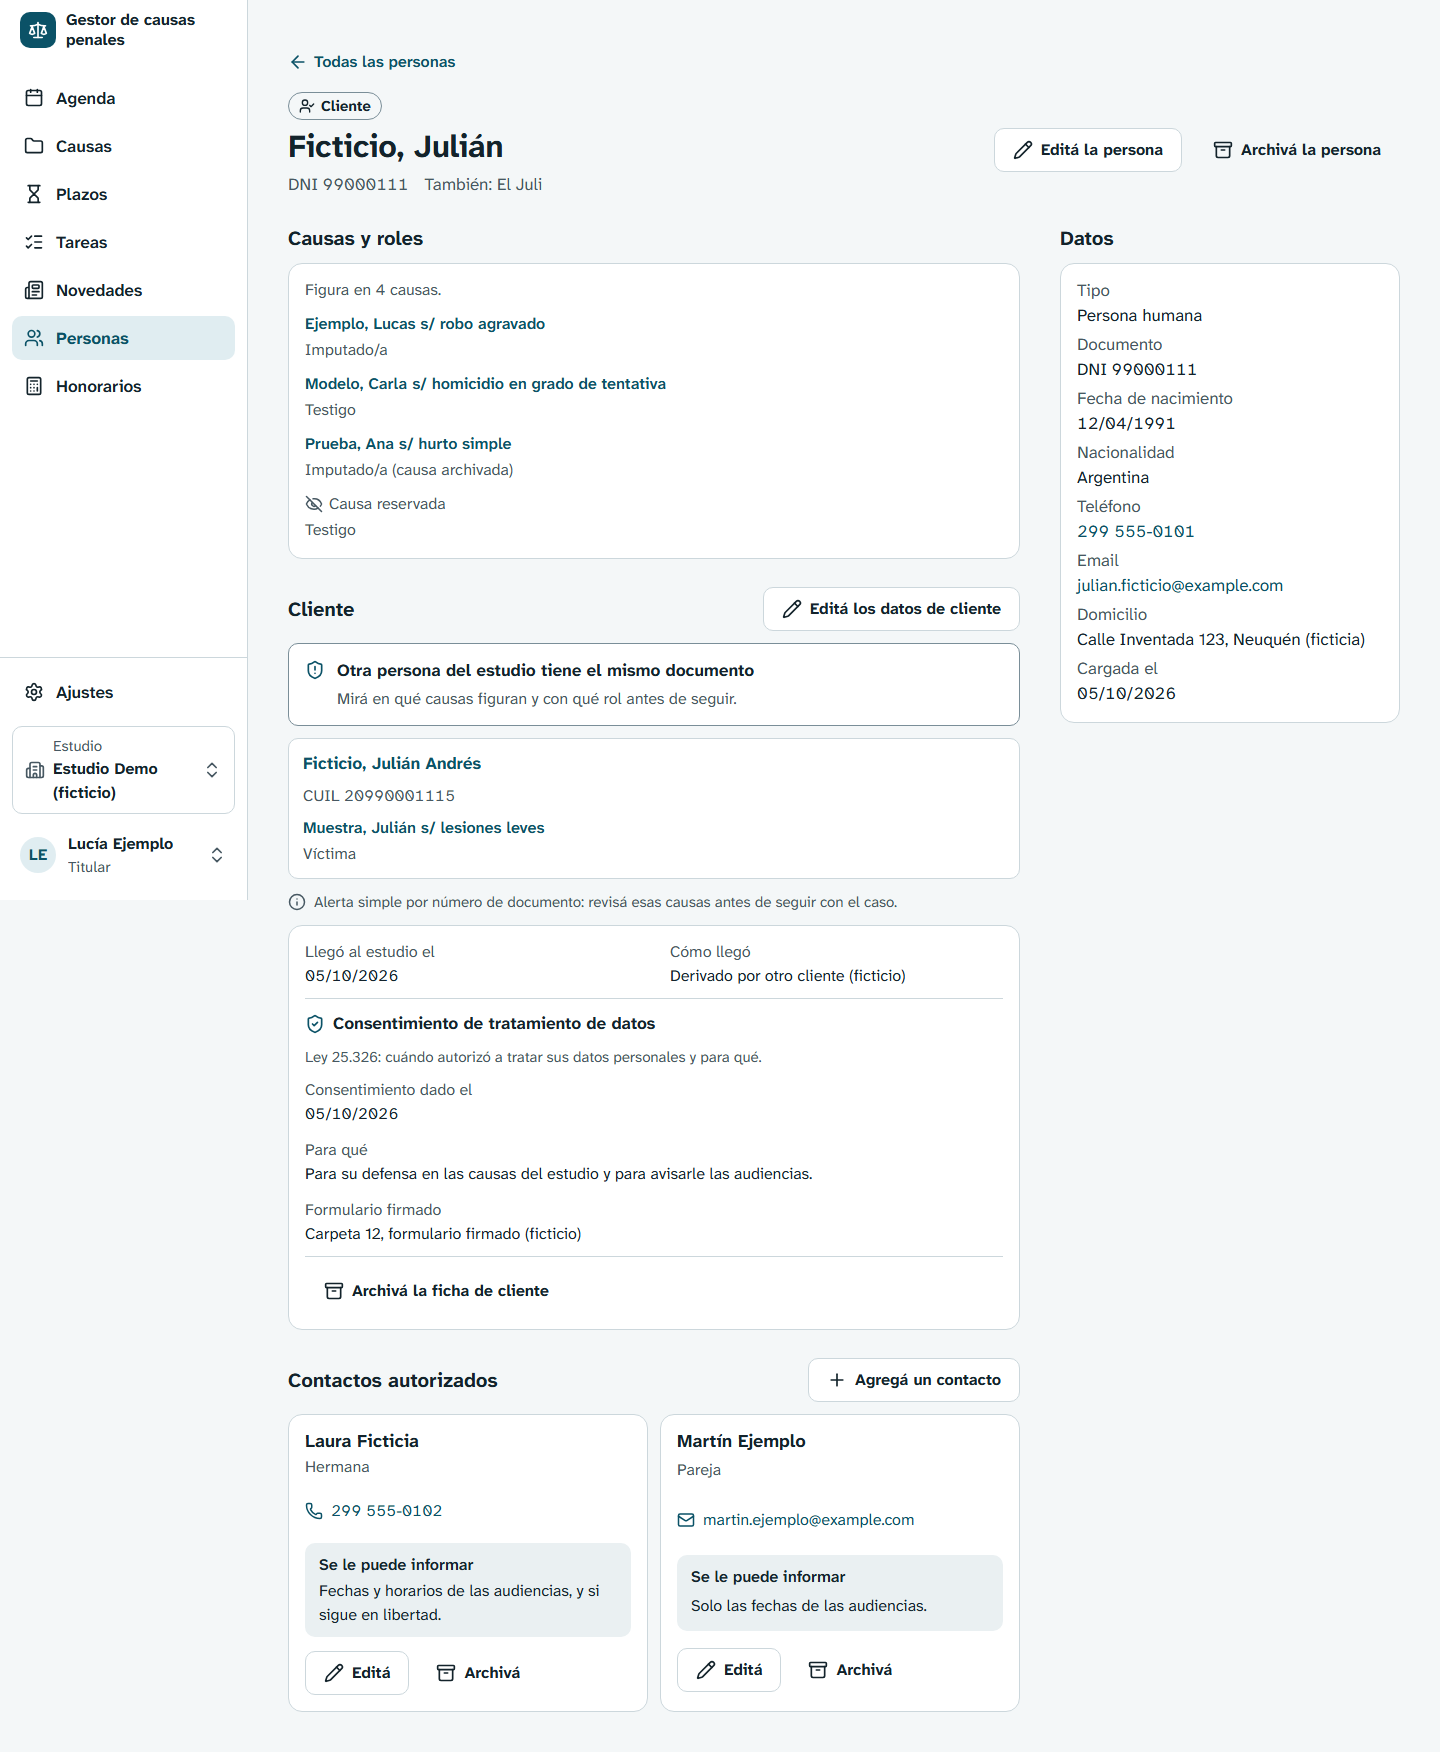 Gestor de causas
penales
Agenda
Causas
Plazos
Tareas
Novedades
Personas
Honorarios
Ajustes
Estudio
Estudio Demo
(ficticio)
LE
Lucía Ejemplo
Titular
Todas las personas
Cliente
Ficticio, Julián
DNI 99000111 También: El Juli
Editá la persona
Archivá la persona
Causas y roles
Figura en 4 causas.
Ejemplo, Lucas s/ robo agravado
Imputado/a
Modelo, Carla s/ homicidio en grado de tentativa
Testigo
Prueba, Ana s/ hurto simple
Imputado/a (causa archivada)
Causa reservada
Testigo
Cliente
Editá los datos de cliente
Otra persona del estudio tiene el mismo documento
Mirá en qué causas figuran y con qué rol antes de seguir.
Ficticio, Julián Andrés
CUIL 20990001115
Muestra, Julián s/ lesiones leves
Víctima
Alerta simple por número de documento: revisá esas causas antes de seguir con el caso.
Llegó al estudio el
05/10/2026
Cómo llegó
Derivado por otro cliente (ficticio)
Consentimiento de tratamiento de datos
Ley 25.326: cuándo autorizó a tratar sus datos personales y para qué.
Consentimiento dado el
05/10/2026
Para qué
Para su defensa en las causas del estudio y para avisarle las audiencias.
Formulario firmado
Carpeta 12, formulario firmado (ficticio)
Archivá la ficha de cliente
Contactos autorizados
Agregá un contacto
Laura Ficticia
Hermana
299 555-0102
Se le puede informar
Fechas y horarios de las audiencias, y si
sigue en libertad.
Editá
Archivá
Martín Ejemplo
Pareja
martin.ejemplo@example.com
Se le puede informar
Solo las fechas de las audiencias.
Editá
Archivá
Datos
Tipo
Persona humana
Documento
DNI 99000111
Fecha de nacimiento
12/04/1991
Nacionalidad
Argentina
Teléfono
299 555-0101
Email
julian.ficticio@example.com
Domicilio
Calle Inventada 123, Neuquén (ficticia)
Cargada el
05/10/2026